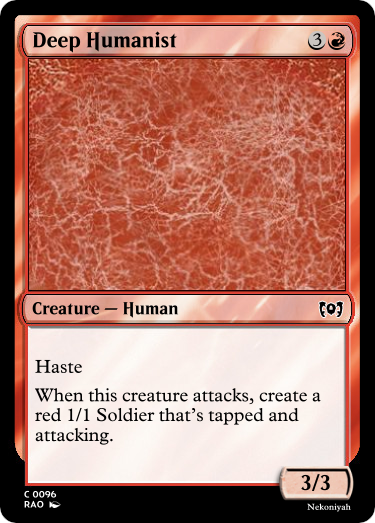 Deep Humanist 3
Creature — Human
Haste
When this creature attacks, create a
red 1/1 Soldier that's tapped and
attacking.
3/3
C 0096
RAO
Nekoniyah